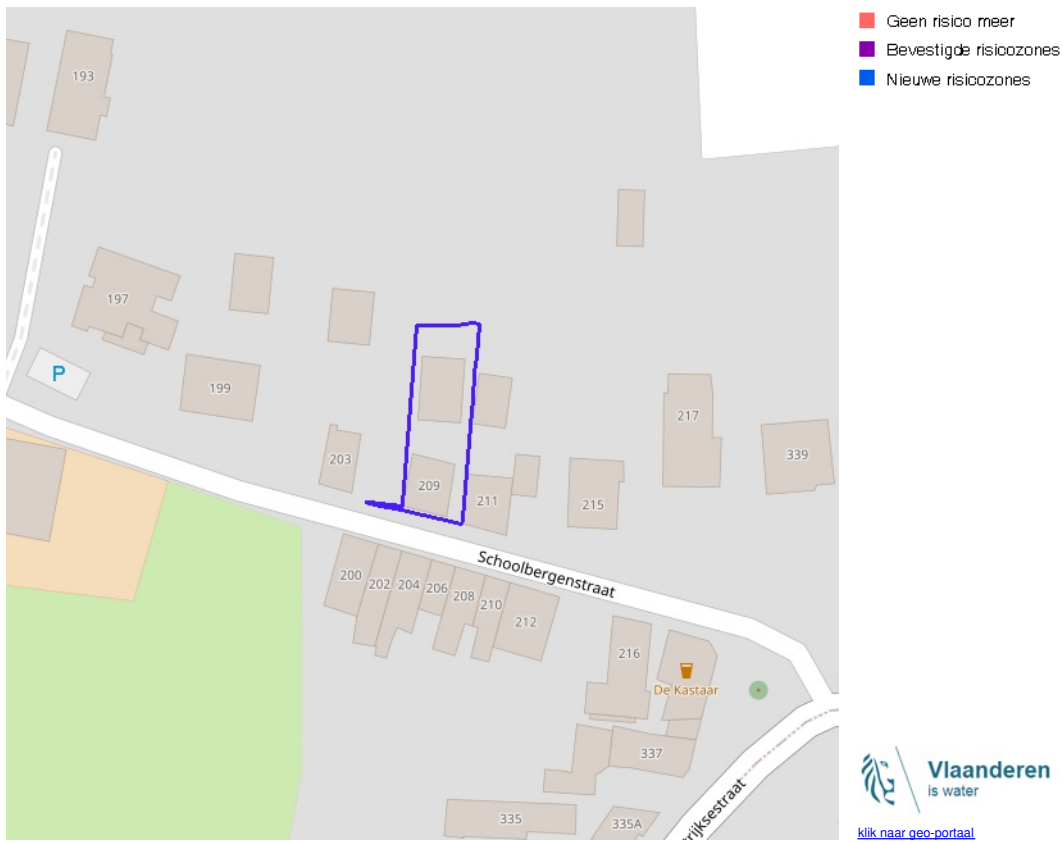 Geen risico meer
Bevestigde risicozones
Nieuwe risicozones
193
197
P
199
203
209
211
215
217
339
Schoolbergenstraat
200
202
204
206
208
210
212
216
De Kastaar
337
335
335A
rijksestraat
Vlaanderen
is water
klik naar geo-portaal